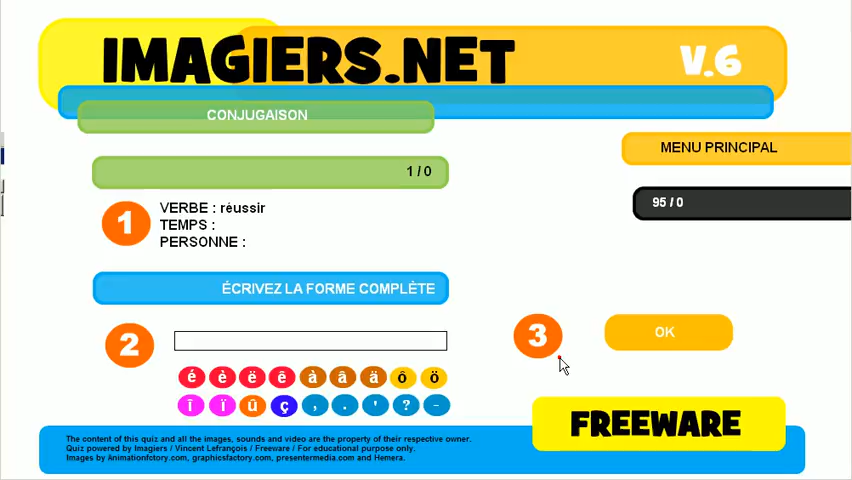 IMAGIERS.NET
V.6
CONJUGAISON
MENU PRINCIPAL
1 / 0
95 / 0
1
VERBE : réussir
TEMPS :
PERSONNE :
ÉCRIVEZ LA FORME COMPLÈTE
2
3
OK
é è ë ê à â ä ô ö
î ï û ç , . ' ? -
FREEWARE
The content of this quiz and all the images, sounds and video are the property of their respective owner.
Quiz powered by Imagiers / Vincent Lefrançois / Freeware / For educational purpose only.
Images by Animationfctory.com, graphicsfactory.com, presentermedia.com and Hemera.